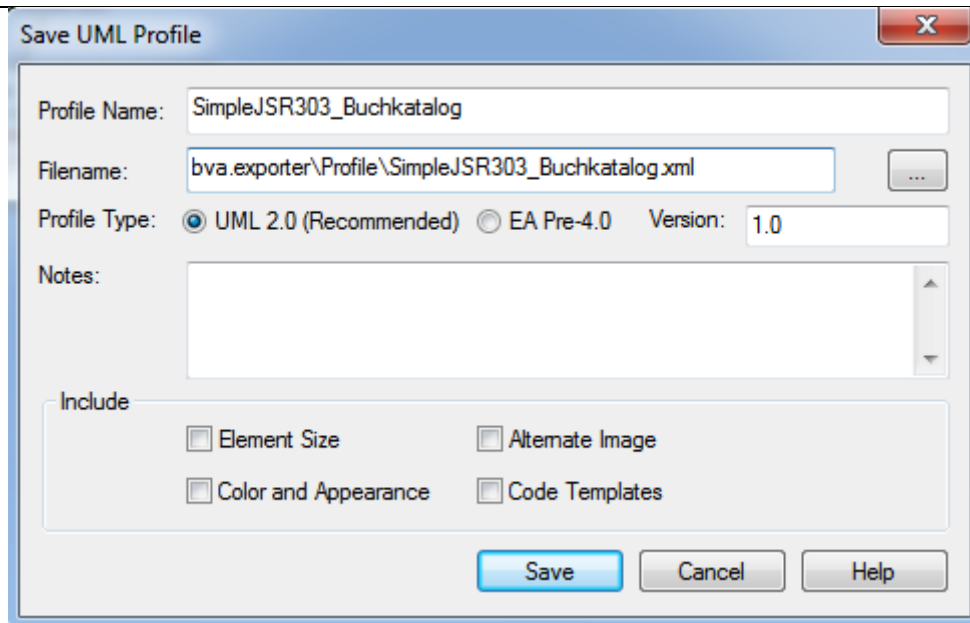 Save UML Profile
Profile Name: SimpleJSR303_Buchkatalog
Filename: bva.exporter\Profile\SimpleJSR303_Buchkatalog.xml ...
Profile Type: UML 2.0 (Recommended) EA Pre-4.0 Version: 1.0
Notes:
Include
Element Size Alternate Image
Color and Appearance Code Templates
Save Cancel Help